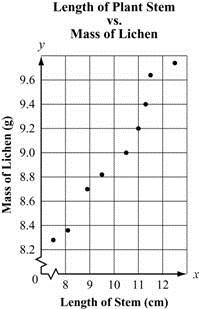 Length of Plant Stem
vs.
Mass of Lichen
y
9.6
9.4
9.2
9.0
8.8
8.6
8.4
8.2
Mass of Lichen (g)
0
8 9 10 11 12
x
Length of Stem (cm)